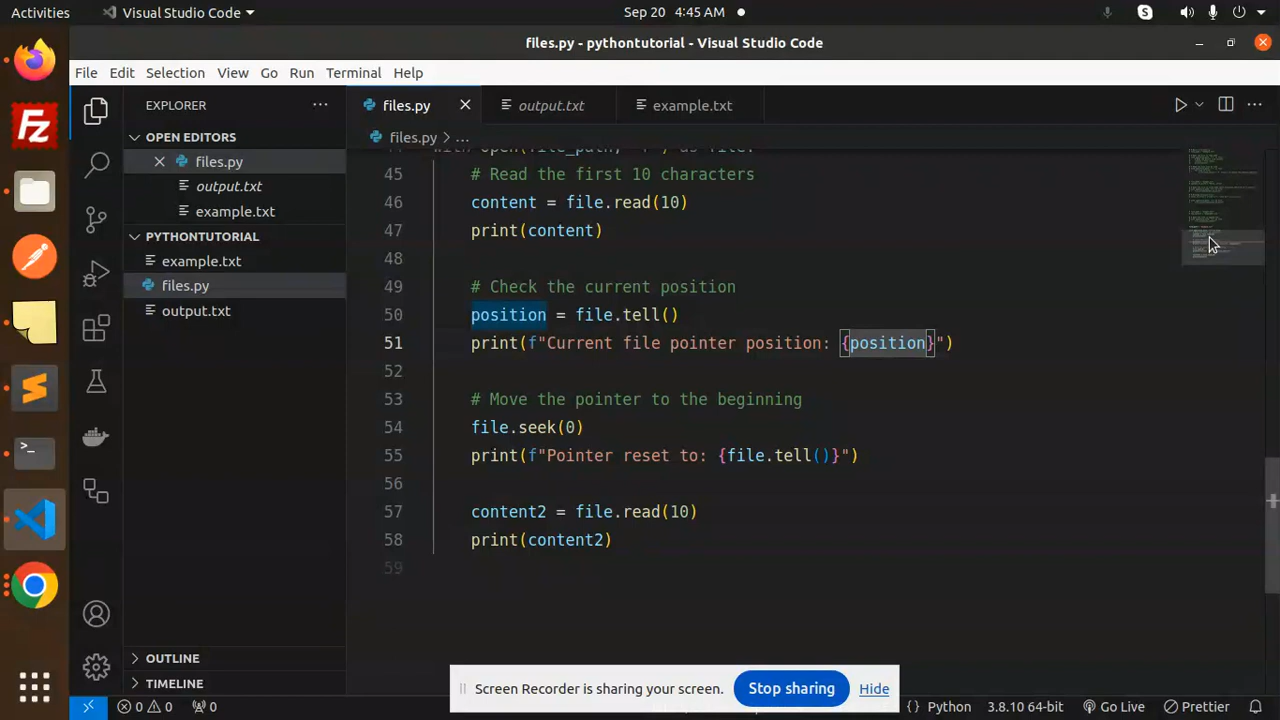 Activities Visual Studio Code Sep 20 4:45 AM S
files.py - pythontutorial - Visual Studio Code
File Edit Selection View Go Run Terminal Help
EXPLORER
files.py output.txt example.txt
OPEN EDITORS
files.py > ...
files.py
output.txt
example.txt
PYTHONTUTORIAL
example.txt
files.py
output.txt
45 # Read the first 10 characters
46 content = file.read(10)
47 print(content)
48
49 # Check the current position
50 position = file.tell()
51 print(f"Current file pointer position: {position}")
52
53 # Move the pointer to the beginning
54 file.seek(0)
55 print(f"Pointer reset to: {file.tell()}")
56
57 content2 = file.read(10)
58 print(content2)
59
OUTLINE
TIMELINE
Screen Recorder is sharing your screen. Stop sharing Hide
0 0 0 {} Python 3.8.10 64-bit Go Live Prettier